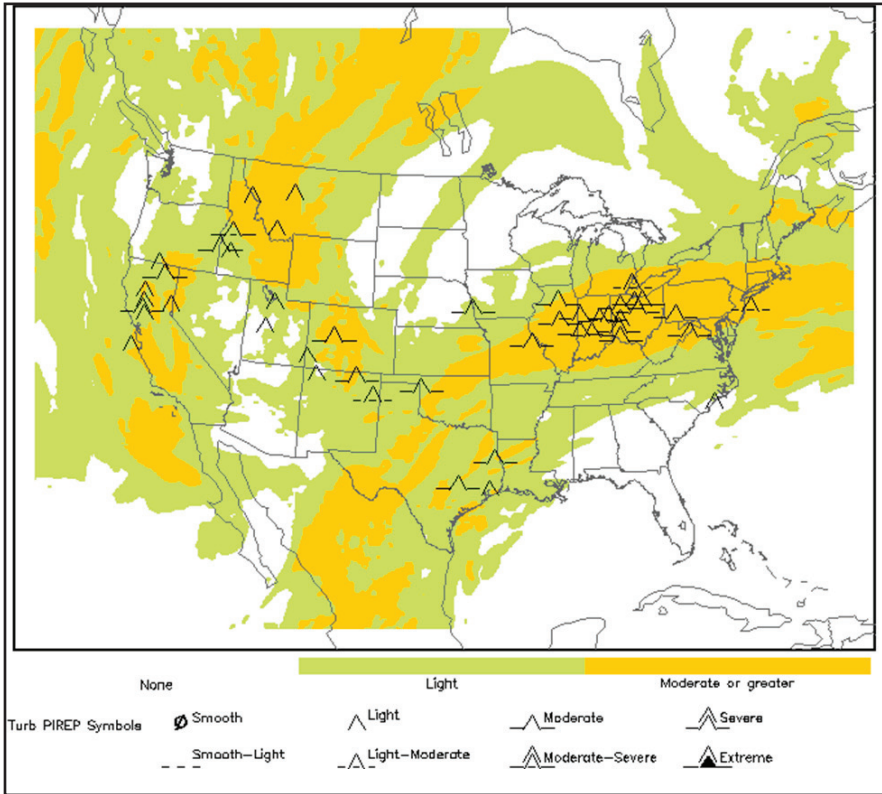 None
Light
Moderate or greater
Turb PIREP Symbols
Smooth
Light
Moderate
Severe
Smooth-Light
Light-Moderate
Moderate-Severe
Extreme